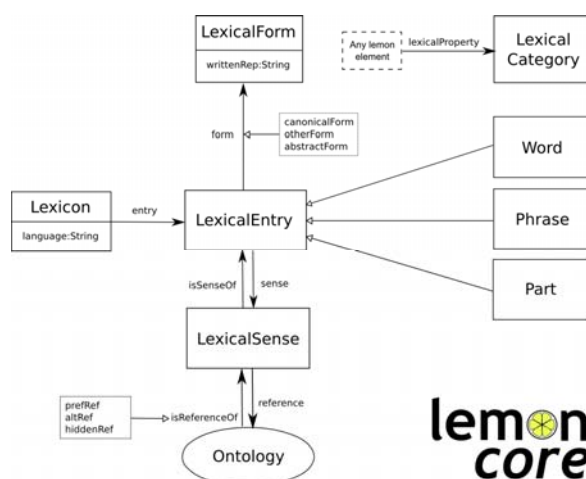 LexicalForm
writtenRep:String
Any lemon
element
lexicalProperty
Lexical
Category
form
canonicalForm
otherForm
abstractForm
Word
Lexicon
language:String
entry
LexicalEntry
Phrase
isSenseOf
sense
Part
LexicalSense
prefRef
altRef
hiddenRef
isReferenceOf
reference
Ontology
lemon
core